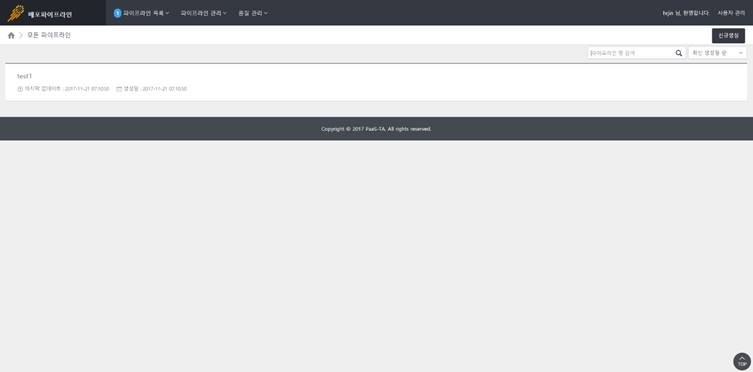 배포파이프라인
1 파이프라인 목록 파이프라인 관리 품질 관리 hrjin 님, 환영합니다. 사용자 관리
모든 파이프라인 신규생성
파이프라인 명 검색 최신 생성일 순
test1
마지막 업데이트 : 2017-11-21 07:10:50 생성일 : 2017-11-21 07:10:50
Copyright © 2017 PaaS-TA, All rights reserved.
TOP